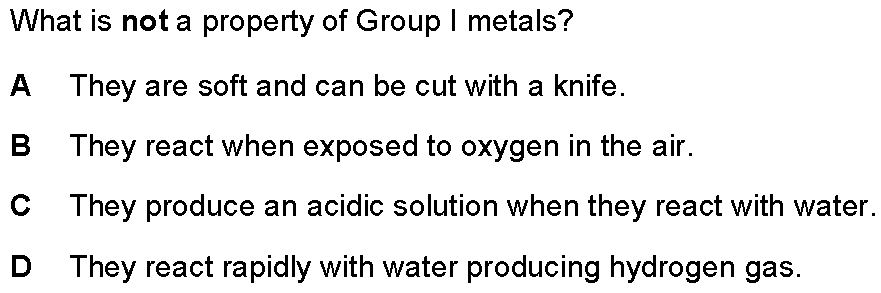 What is not a property of Group I metals?
A They are soft and can be cut with a knife.
B They react when exposed to oxygen in the air.
C They produce an acidic solution when they react with water.
D They react rapidly with water producing hydrogen gas.